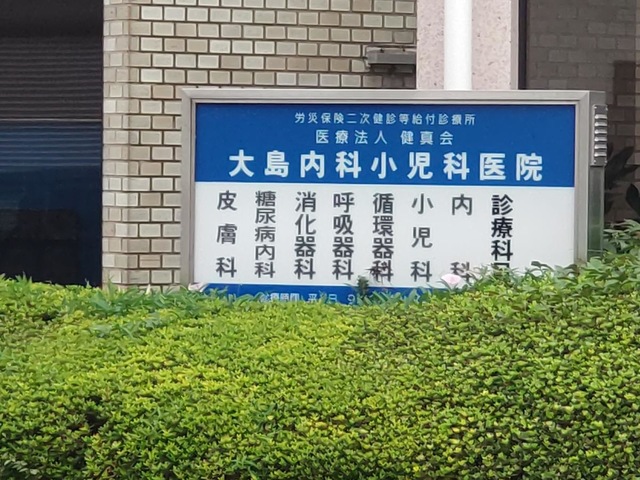 労災保険二次健診等給付診療所
医療法人 健真会
大島内科小児科医院
診療科目
内科
小児科
循環器科
呼吸器科
消化器科
糖尿病内科
皮膚科